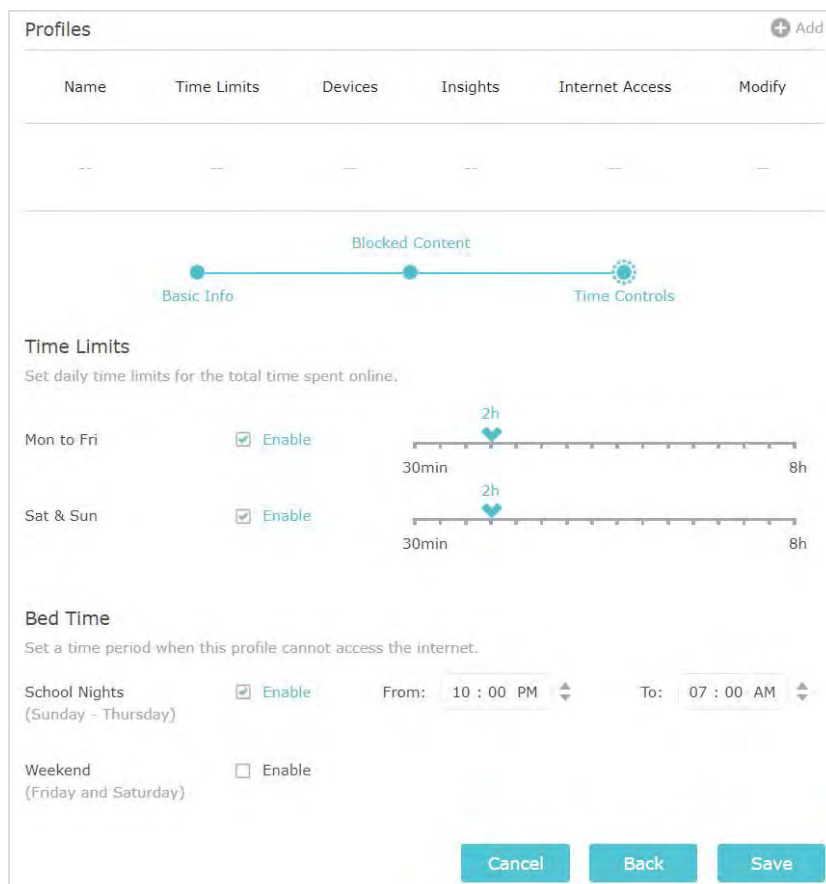 Profiles
Add
Name Time Limits Devices Insights Internet Access Modify
-- -- -- -- -- --
Blocked Content
Basic Info Time Controls
Time Limits
Set daily time limits for the total time spent online.
2h
Mon to Fri Enable
30min 8h
2h
Sat & Sun Enable
30min 8h
Bed Time
Set a time period when this profile cannot access the internet.
School Nights Enable From: 10 : 00 PM To: 07 : 00 AM
(Sunday - Thursday)
Weekend Enable
(Friday and Saturday)
Cancel Back Save